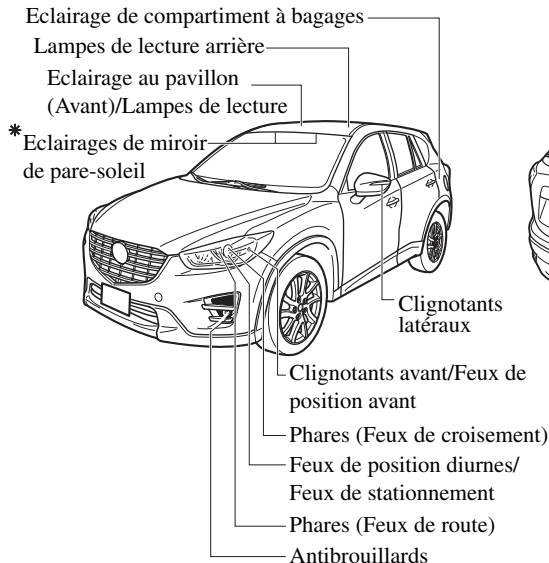 Eclairage de compartiment à bagages
Lampes de lecture arrière
Eclairage au pavillon
(Avant)/Lampes de lecture
*Eclairages de miroir
de pare-soleil
Clignotants
latéraux
Clignotants avant/Feux de
position avant
Phares (Feux de croisement)
Feux de position diurnes/
Feux de stationnement
Phares (Feux de route)
Antibrouillards